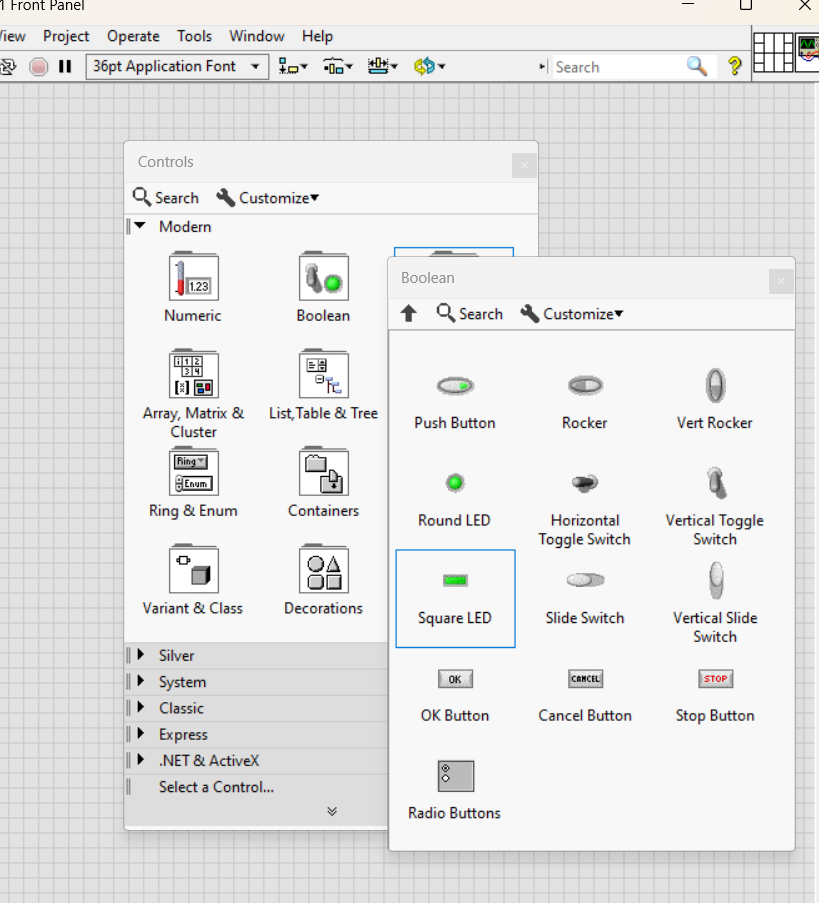 1 Front Panel
View Project Operate Tools Window Help
36pt Application Font Search ?
Controls
Search Customize
Modern
1.23
Numeric Boolean
Array, Matrix & Cluster
List, Table & Tree
Ring
Enum
Ring & Enum Containers
Variant & Class Decorations
Silver
System
Classic
Express
.NET & ActiveX
Select a Control...
Boolean
Search Customize
Push Button Rocker Vert Rocker
Round LED
Horizontal Toggle Switch
Vertical Toggle Switch
Square LED
Slide Switch
Vertical Slide Switch
OK CANCEL STOP
OK Button Cancel Button Stop Button
Radio Buttons